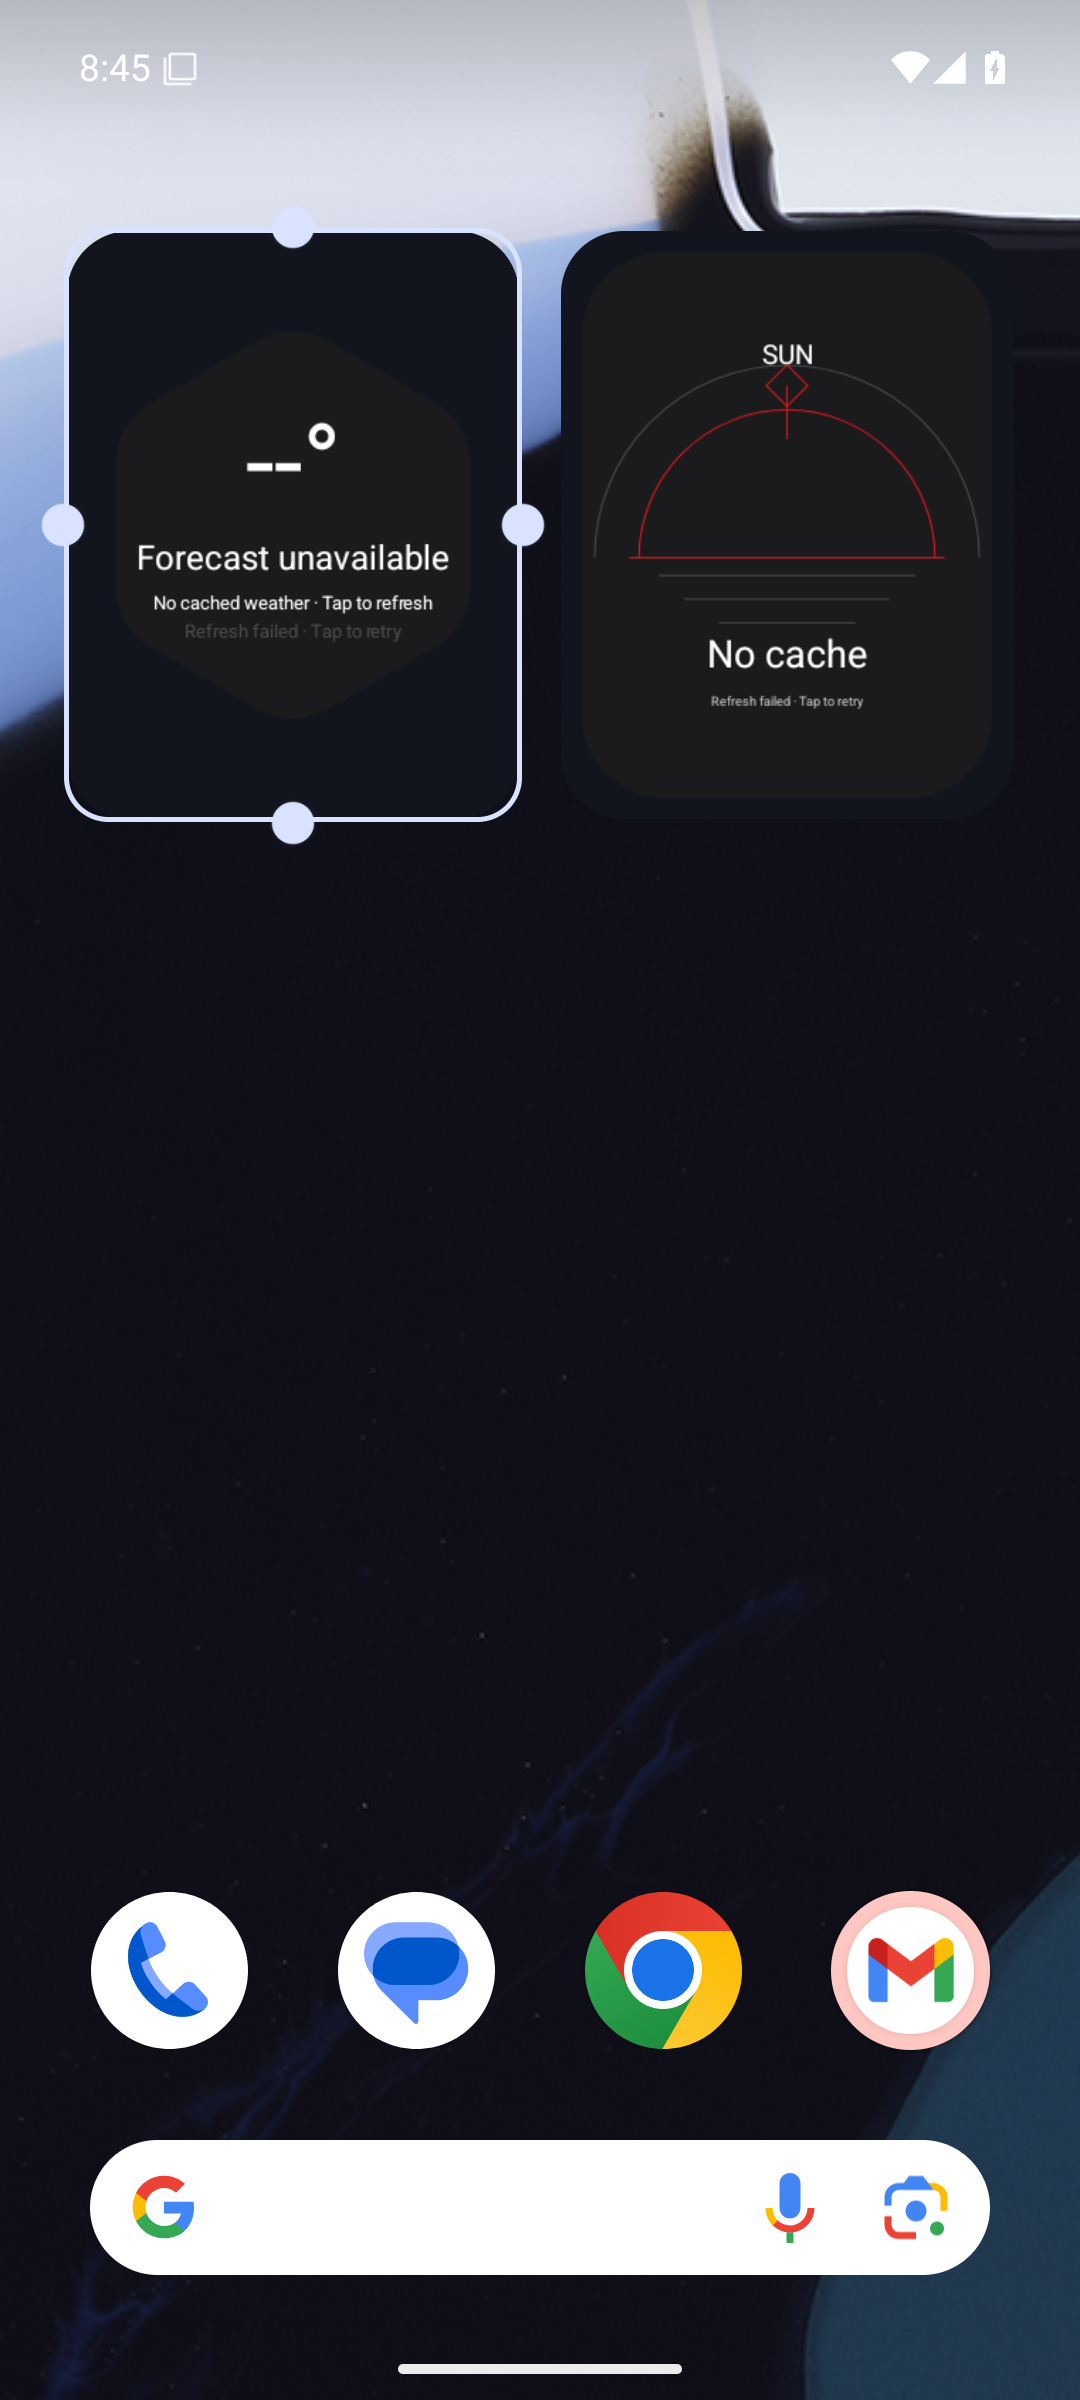 8:45
__°
Forecast unavailable
No cached weather · Tap to refresh
Refresh failed · Tap to retry
SUN
No cache
Refresh failed · Tap to retry